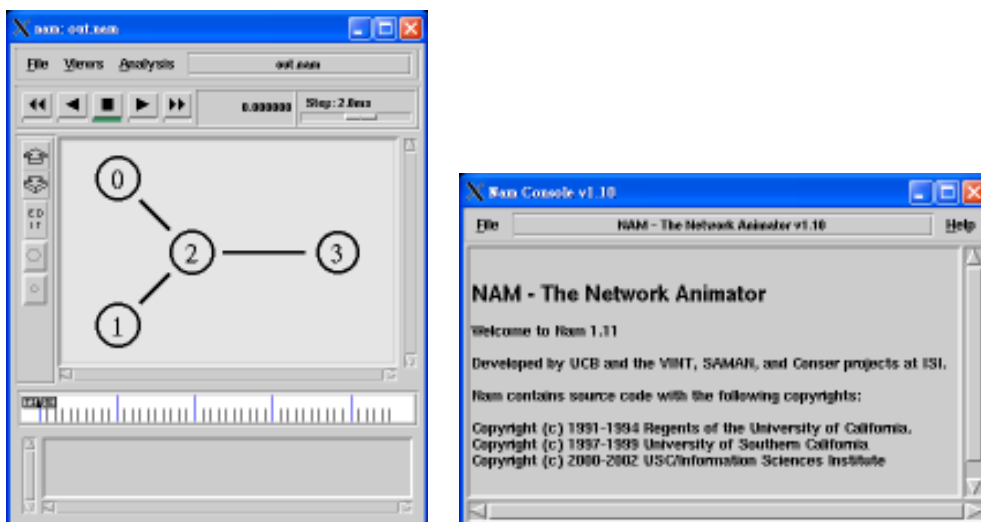 nam: out.nam
File Views Analysis out.nam
0.000000 Step: 2.0ms
ED
IT
0
2
3
1
Nam Console v1.10
File NAM - The Network Animator v1.10 Help
NAM - The Network Animator
Welcome to Nam 1.11
Developed by UCB and the VINT, SAMAN, and Conser projects at ISI.
Nam contains source code with the following copyrights:
Copyright (c) 1991-1994 Regents of the University of California.
Copyright (c) 1997-1999 University of Southern California
Copyright (c) 2000-2002 USC/Information Sciences Institute